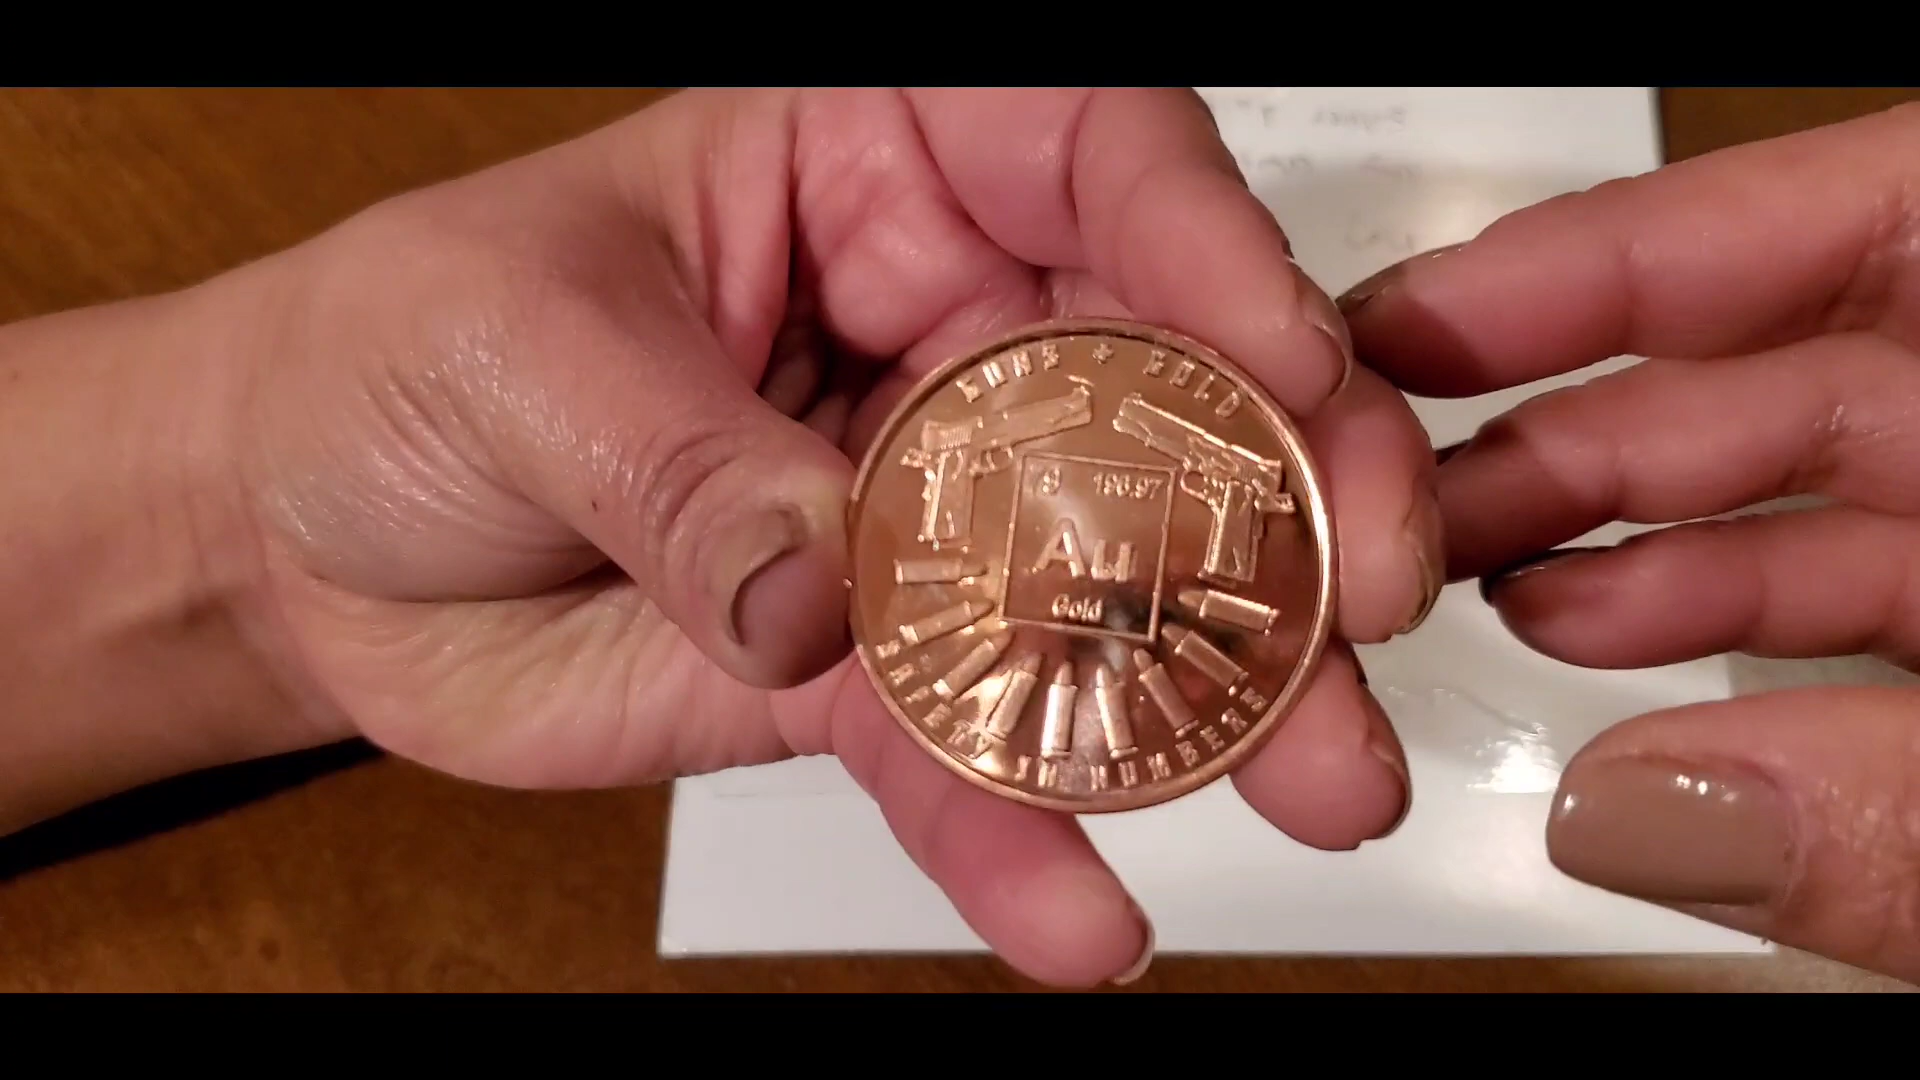 GUNS + GOLD
79 196.97
Au
Gold
SAFETY IN NUMBERS